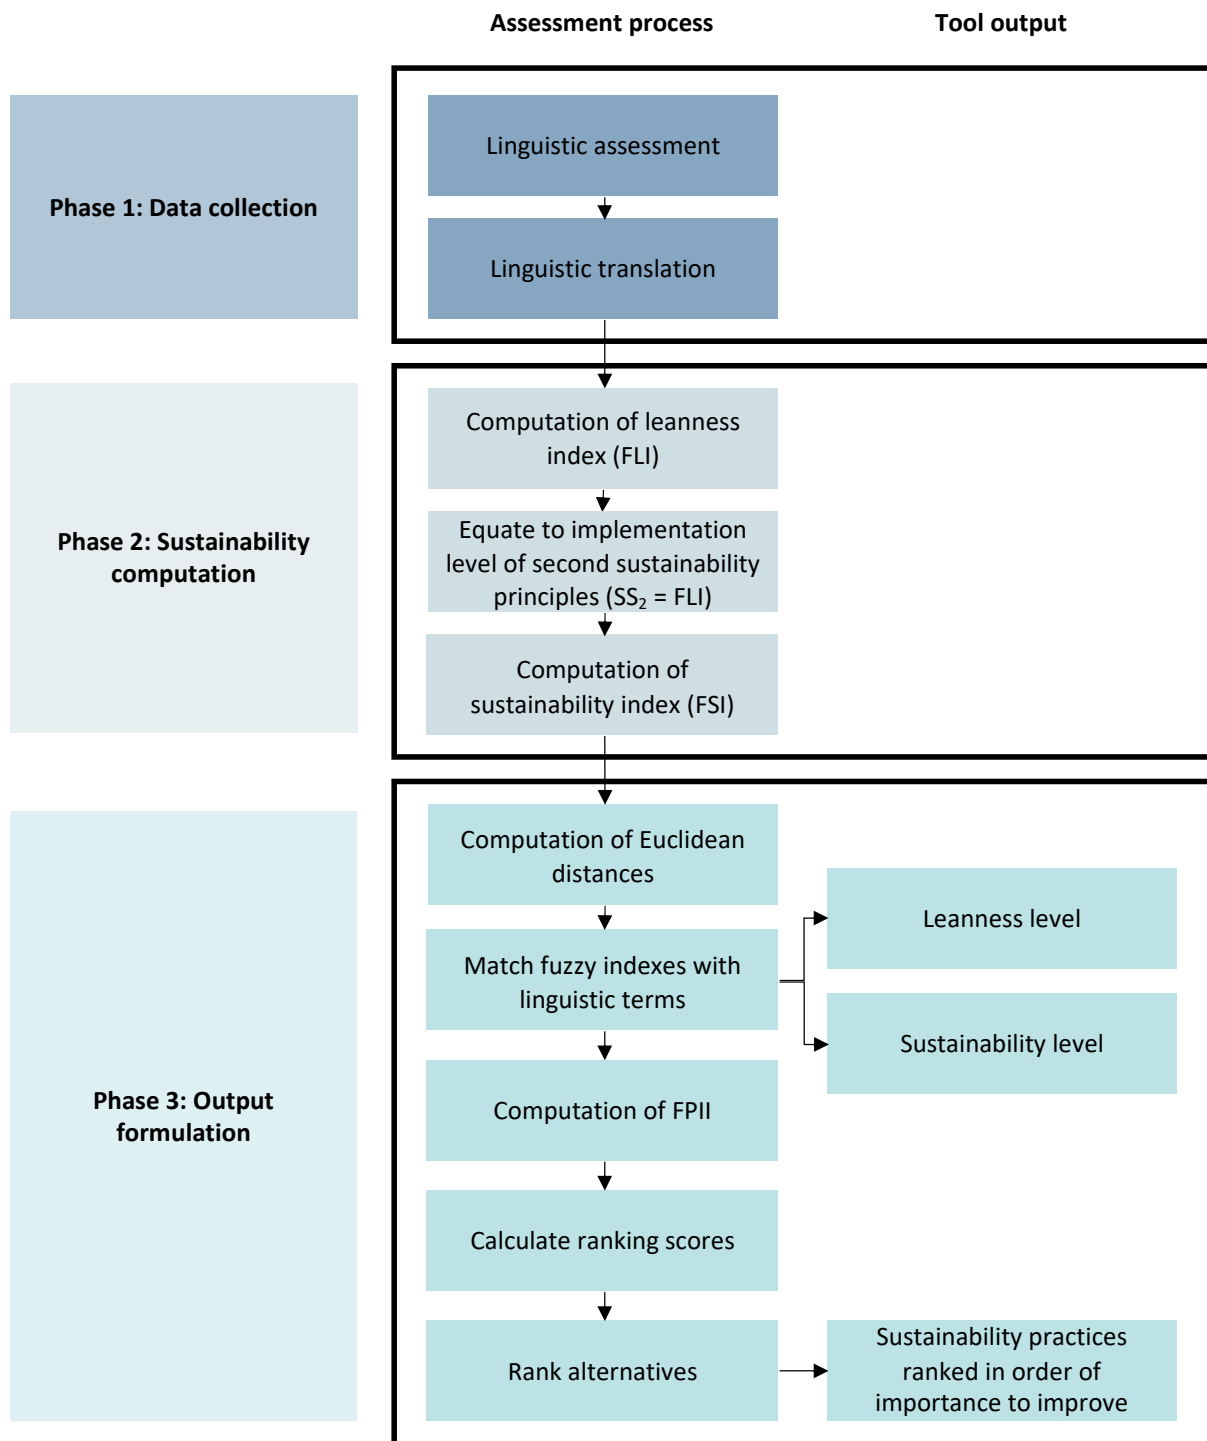 Assessment process
Tool output
Phase 1: Data collection
Linguistic assessment
Linguistic translation
Phase 2: Sustainability
computation
Computation of leanness
index (FLI)
Equate to implementation
level of second sustainability
principles (SS₂ = FLI)
Computation of
sustainability index (FSI)
Phase 3: Output
formulation
Computation of Euclidean
distances
Match fuzzy indexes with
linguistic terms
Leanness level
Sustainability level
Computation of FPII
Calculate ranking scores
Rank alternatives
Sustainability practices
ranked in order of
importance to improve